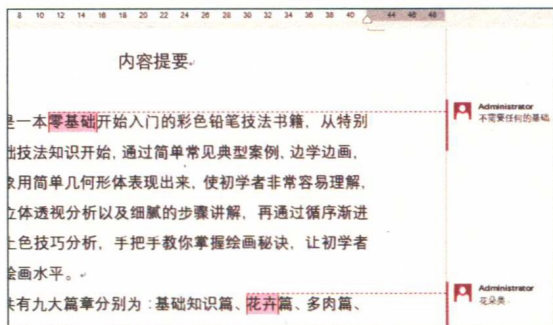 8 10 12 14 16 18 20 22 24 26 28 30 32 34 36 38 40 44 46 48
内容提要
是一本零基础开始入门的彩色铅笔技法书籍，从特别
Administrator
不需要任何的基础
础技法知识开始，通过简单常见典型案例，边学边画，
象用简单几何形体表现出来，使初学者非常容易理解，
立体透视分析以及细腻的步骤讲解，再通过循序渐进
上色技巧分析，手把手教你掌握绘画秘诀，让初学者
绘画水平。
共有九大篇章分别为：基础知识篇、花卉篇、多肉篇、
Administrator
花朵类